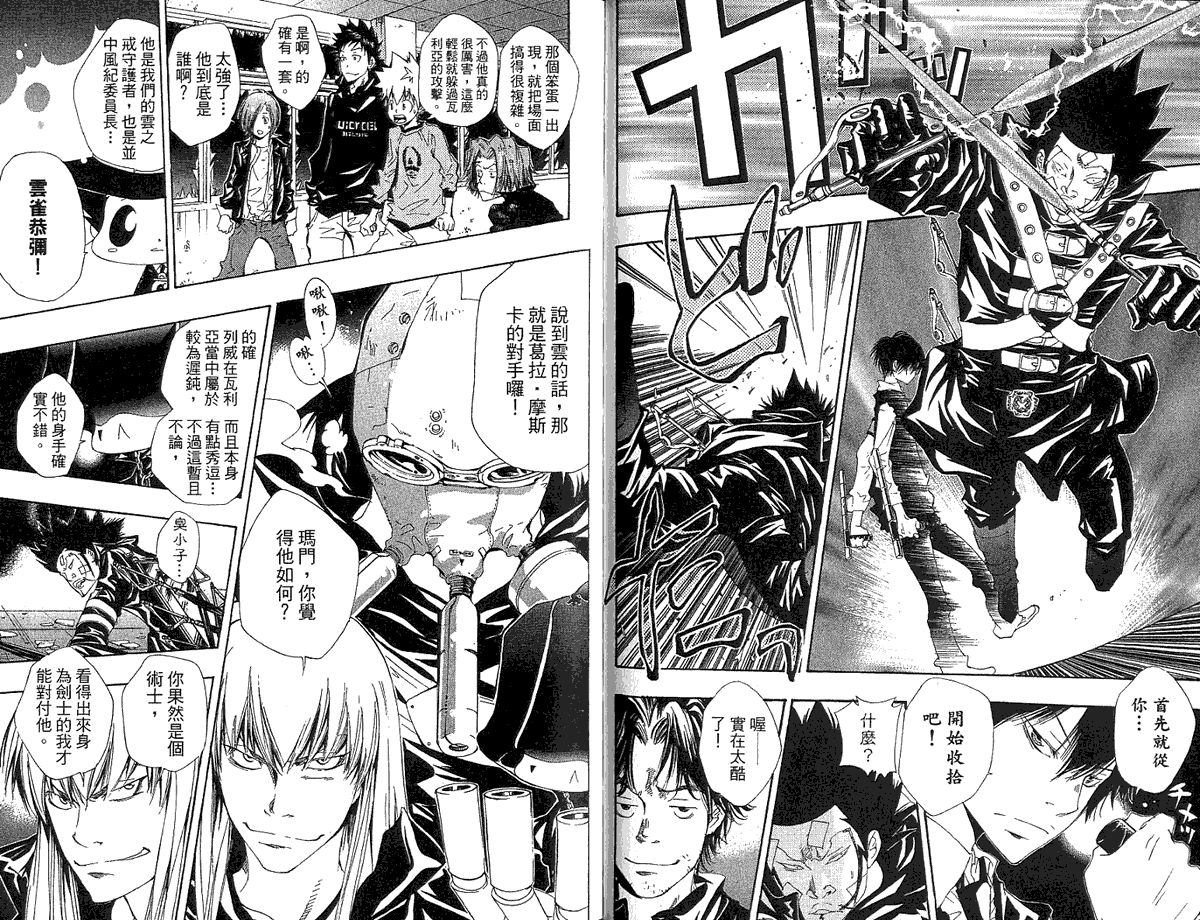 ガ
キ
ビュッ
首先就從
你…
チャッ
開始收拾
吧！
什麼？
喔—
實在太酷
了！
那個笨蛋一出
現，就把場面
搞得很複雜。
不過他真的
很厲害，這麼
輕鬆就躲過瓦
利亞的攻擊。
是啊，的
確有一套。
太強了…
他到底是
誰啊？
他是我們的雲之
戒守護者，也是並
中風紀委員長…
雲雀恭彌！
說到雲的話，那
就是葛拉・摩斯
卡的對手囉！
啾
啾！
啾…
的確
列威在瓦利
亞當中屬於
較為遲鈍，
而且本身
有點秀逗…
不過這暫且
不論，
他的身手確
實不錯。
瑪門，你覺
得他如何？
臭小子…
你果然是個
術士，
看得出來身
為劍士的我才
能對付他。